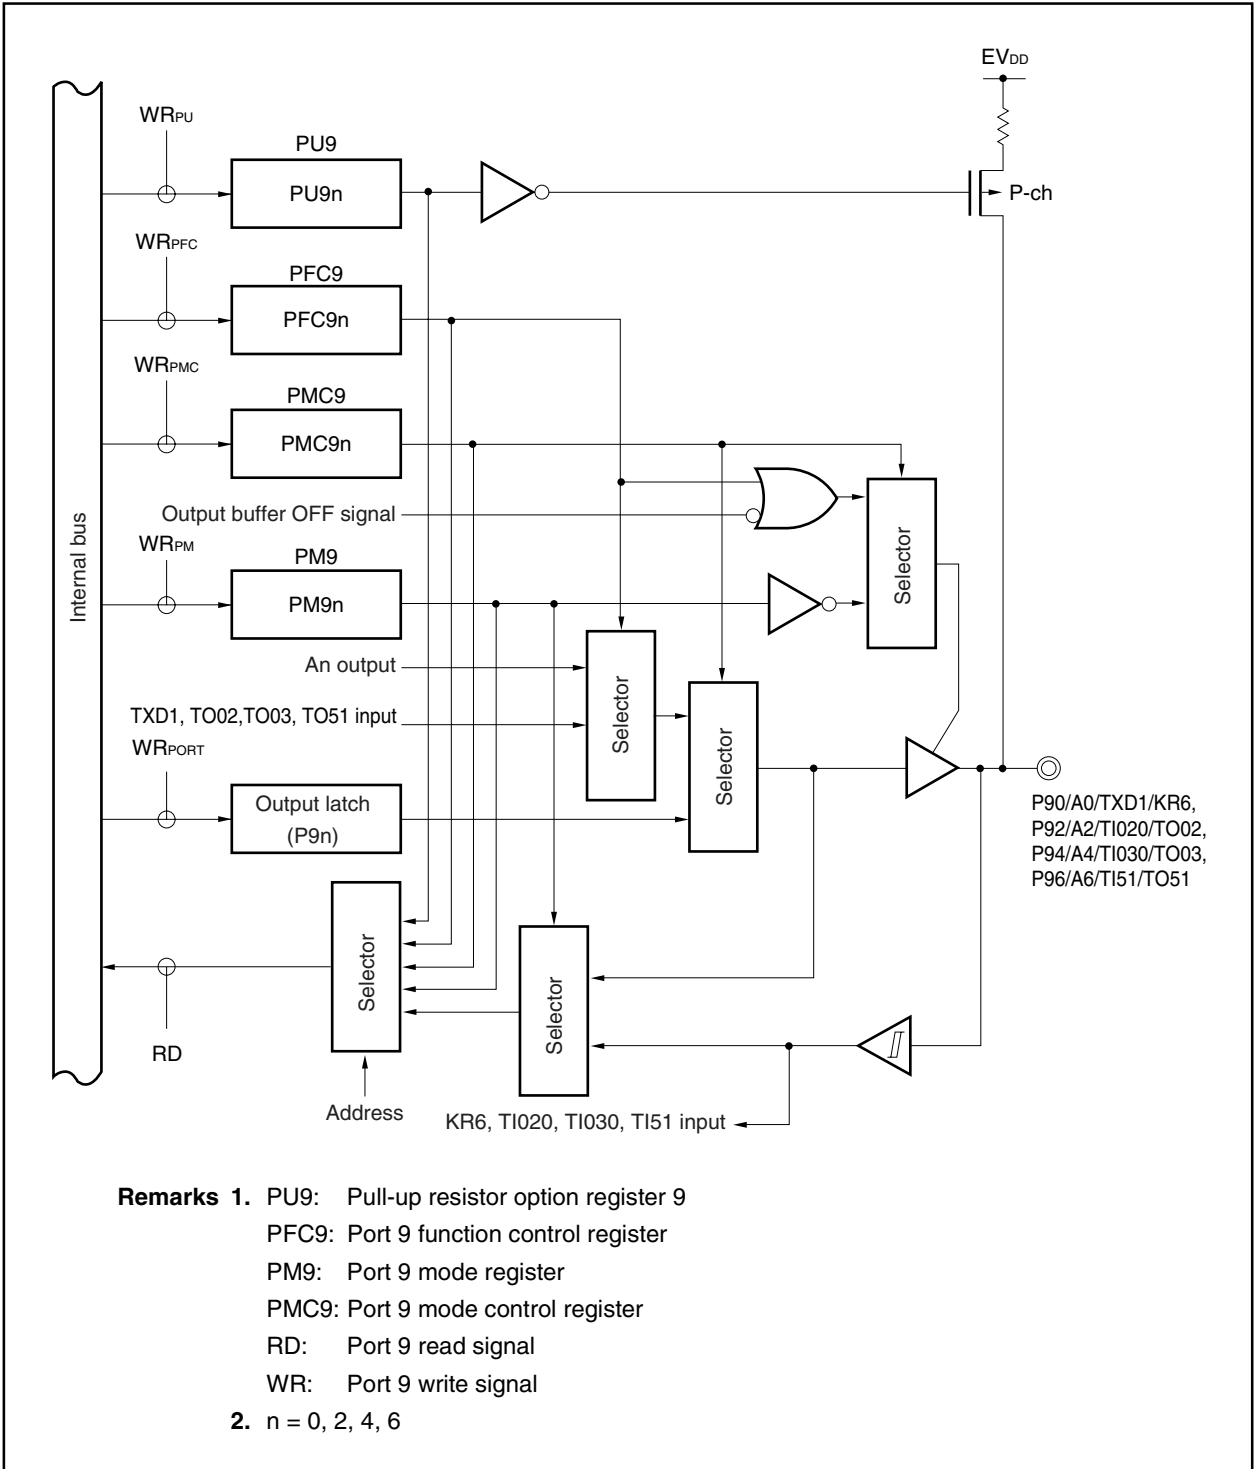 EVDD
WRPU
PU9
PU9n
P-ch
WRPFC
PFC9
PFC9n
WRPMC
PMC9
PMC9n
Internal bus
Output buffer OFF signal
WRPM
PM9
PM9n
Selector
An output
Selector
TXD1, TO02,TO03, TO51 input
Selector
WRPORT
Output latch
(P9n)
P90/A0/TXD1/KR6,
P92/A2/TI020/TO02,
P94/A4/TI030/TO03,
P96/A6/TI51/TO51
Selector
Selector
RD
Address
KR6, TI020, TI030, TI51 input
Remarks 1. PU9: Pull-up resistor option register 9
PFC9: Port 9 function control register
PM9: Port 9 mode register
PMC9: Port 9 mode control register
RD: Port 9 read signal
WR: Port 9 write signal
2. n = 0, 2, 4, 6